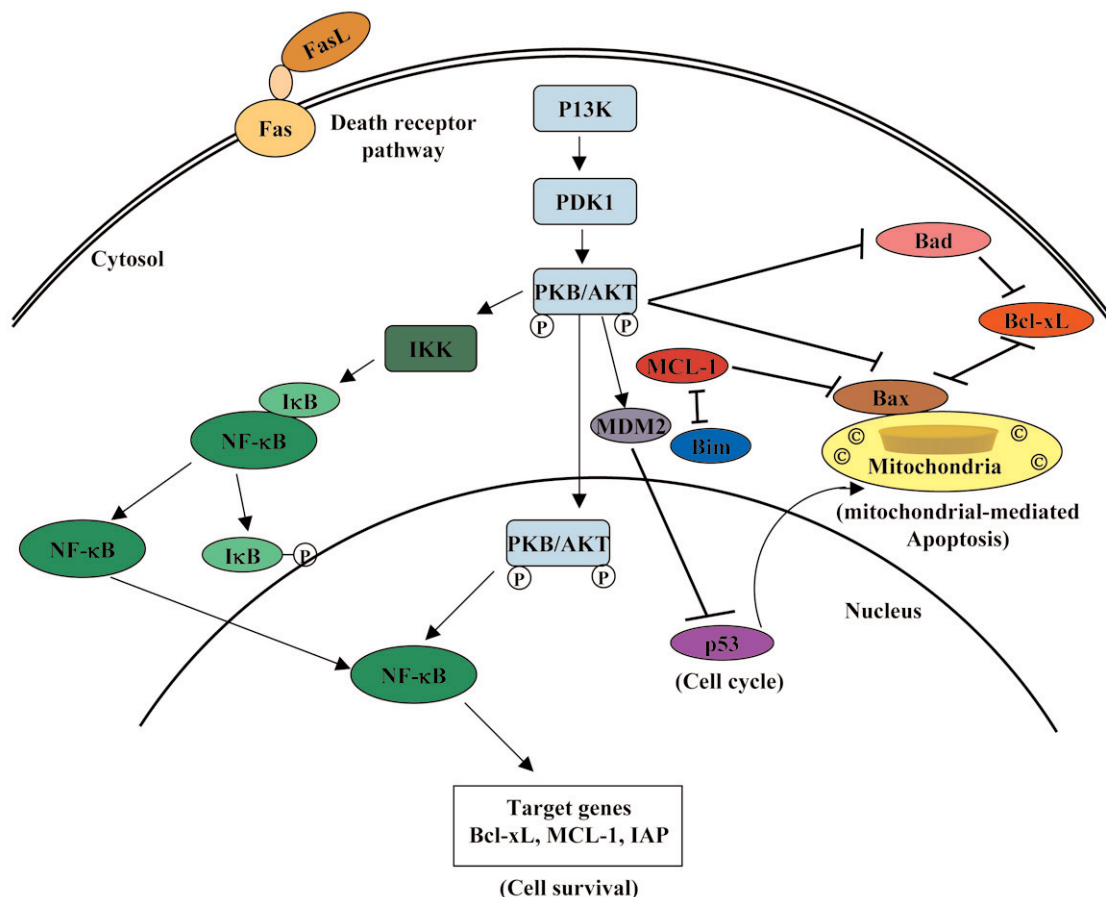 FasL
Fas
Death receptor
pathway
P13K
PDK1
Cytosol
PKB/AKT
P
P
Bad
Bcl-xL
IKK
MCL-1
Bax
IκB
NF-κB
MDM2
Bim
©
©
©
©
Mitochondria
(mitochondrial-mediated
Apoptosis)
NF-κB
IκB
P
PKB/AKT
P
P
Nucleus
p53
(Cell cycle)
NF-κB
Target genes
Bcl-xL, MCL-1, IAP
(Cell survival)